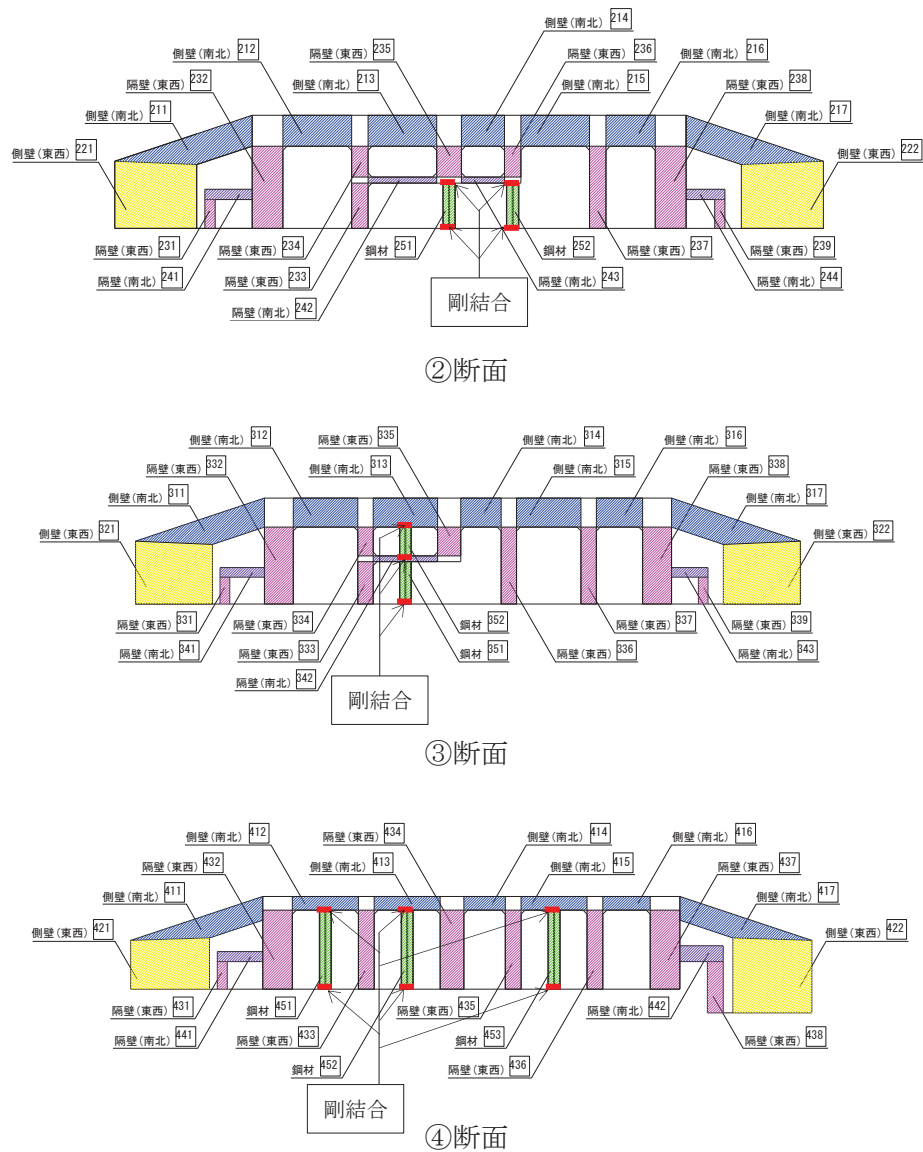 側壁(南北) 214
隔壁(東西) 235
隔壁(東西) 236
側壁(南北) 212
側壁(南北) 216
隔壁(東西) 232
側壁(南北) 213
側壁(南北) 215
隔壁(東西) 238
側壁(南北) 211
側壁(南北) 217
側壁(東西) 221
側壁(東西) 222
隔壁(東西) 231
隔壁(東西) 234
鋼材 251
鋼材 252
隔壁(東西) 237
隔壁(東西) 239
隔壁(南北) 241
隔壁(東西) 233
隔壁(南北) 243
隔壁(南北) 244
隔壁(南北) 242
剛結合
②断面
側壁(南北) 312
隔壁(東西) 335
側壁(南北) 314
側壁(南北) 316
隔壁(東西) 332
側壁(南北) 313
側壁(南北) 315
隔壁(東西) 338
側壁(南北) 311
側壁(南北) 317
側壁(東西) 321
側壁(東西) 322
隔壁(東西) 331
隔壁(東西) 334
鋼材 352
隔壁(東西) 337
隔壁(東西) 339
隔壁(南北) 341
隔壁(東西) 333
鋼材 351
隔壁(東西) 336
隔壁(南北) 343
隔壁(南北) 342
剛結合
③断面
側壁(南北) 412
隔壁(東西) 434
側壁(南北) 414
側壁(南北) 416
隔壁(東西) 432
側壁(南北) 413
側壁(南北) 415
隔壁(東西) 437
側壁(南北) 411
側壁(南北) 417
側壁(東西) 421
側壁(東西) 422
隔壁(東西) 431
鋼材 451
隔壁(東西) 435
隔壁(南北) 442
隔壁(南北) 441
隔壁(東西) 433
鋼材 453
隔壁(東西) 438
鋼材 452
隔壁(東西) 436
剛結合
④断面